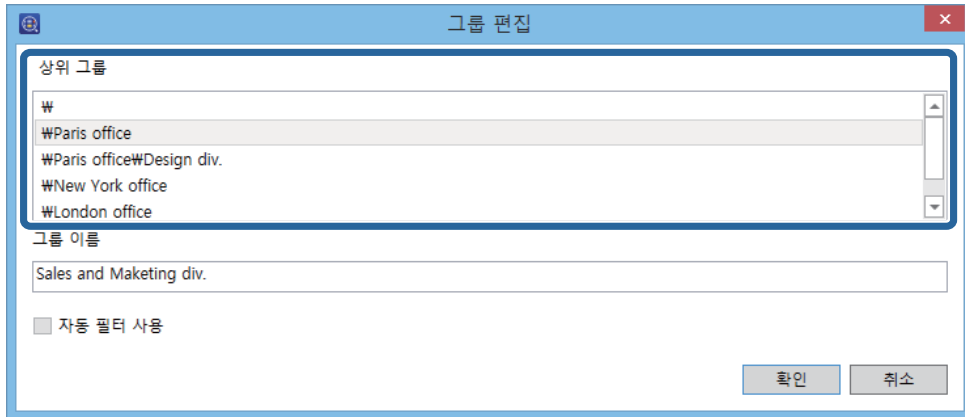 그룹 편집
상위 그룹
₩
₩Paris office
₩Paris office₩Design div.
₩New York office
₩London office
그룹 이름
Sales and Maketing div.
자동 필터 사용
확인 취소